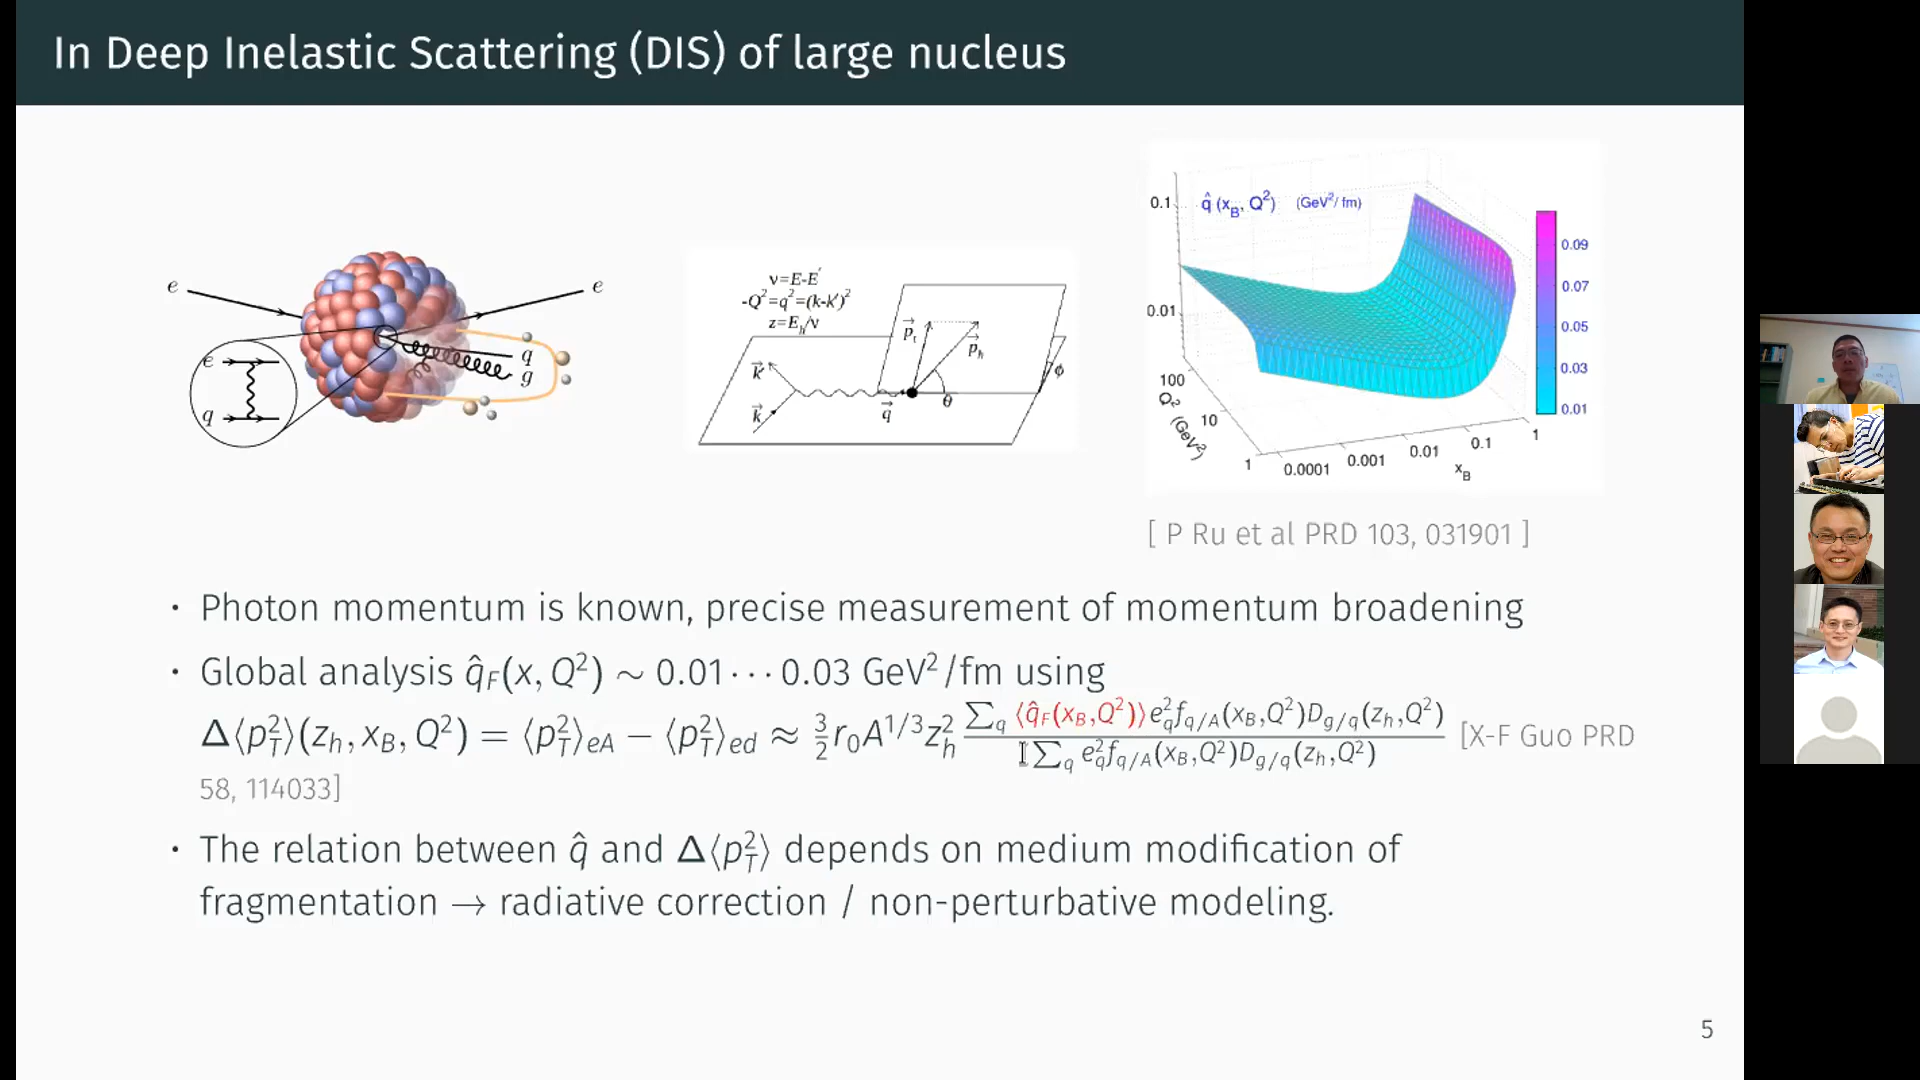 In Deep Inelastic Scattering (DIS) of large nucleus
e
e
e
q
q
g
ν=E-E'
-Q²=q²=(k-k')²
z=E_h/ν
k⃗'
k⃗
q⃗
p⃗_t
p⃗_h
θ
ϕ
q̂ (x_B, Q²) (GeV²/ fm)
0.1
0.01
100
10
1
Q² (GeV²)
0.0001
0.001
0.01
0.1
1
x_B
0.09
0.07
0.05
0.03
0.01
[ P Ru et al PRD 103, 031901 ]
· Photon momentum is known, precise measurement of momentum broadening
· Global analysis q̂_F(x, Q²) ∼ 0.01 · · · 0.03 GeV²/fm using
Δ⟨p_T²⟩(z_h, x_B, Q²) = ⟨p_T²⟩_eA − ⟨p_T²⟩_ed ≈ 3/2 r₀A^1/3 z_h² ∑_q ⟨q̂_F(x_B,Q²)⟩e_q² f_q/A(x_B,Q²)D_g/q(z_h,Q²) / ∑_q e_q² f_q/A(x_B,Q²)D_g/q(z_h,Q²) [X-F Guo PRD
58, 114033]
· The relation between q̂ and Δ⟨p_T²⟩ depends on medium modification of
fragmentation → radiative correction / non-perturbative modeling.
5